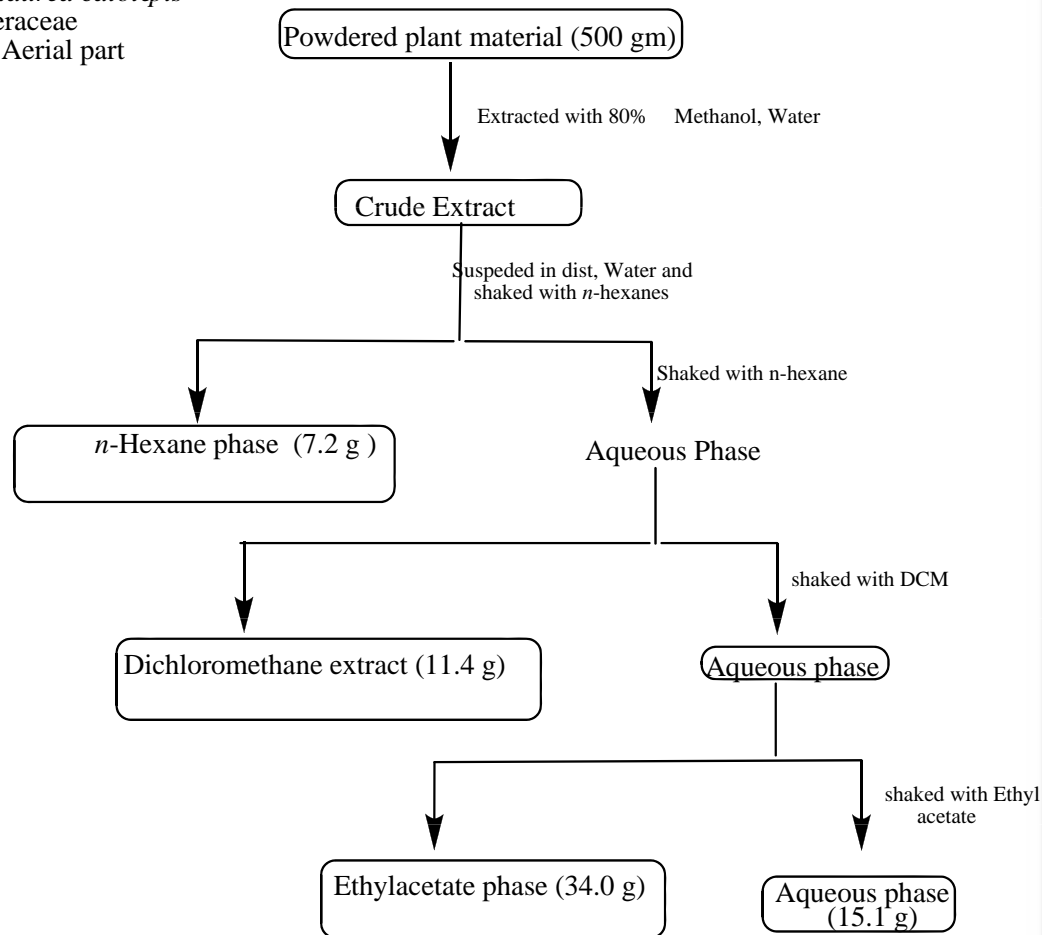 Powdered plant material (500 gm)
Aerial part
Extracted with 80% Methanol, Water
Crude Extract
Suspeded in dist, Water and
shaked with n-hexanes
Shaked with n-hexane
n-Hexane phase (7.2 g )
Aqueous Phase
shaked with DCM
Dichloromethane extract (11.4 g)
Aqueous phase
shaked with Ethyl
acetate
Ethylacetate phase (34.0 g)
Aqueous phase
(15.1 g)